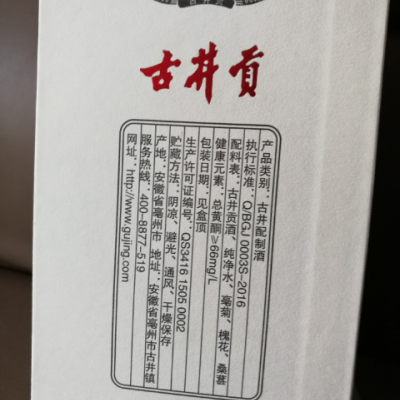 古井贡
产品类别：古井配制酒
执行标准：Q/BGJ 0003S-2016
配料表：古井贡酒、纯净水、亳菊、槐花、桑葚
健康元素：总黄酮≥66mg/L
包装日期：见盒顶
生产许可证编号：QS3416 1505 0002
贮藏方法：阴凉、避光、通风、干燥保存
产地：安徽省亳州市 地址：安徽省亳州市古井镇
服务热线：400-8877-519
网址：http://www.gujing.com